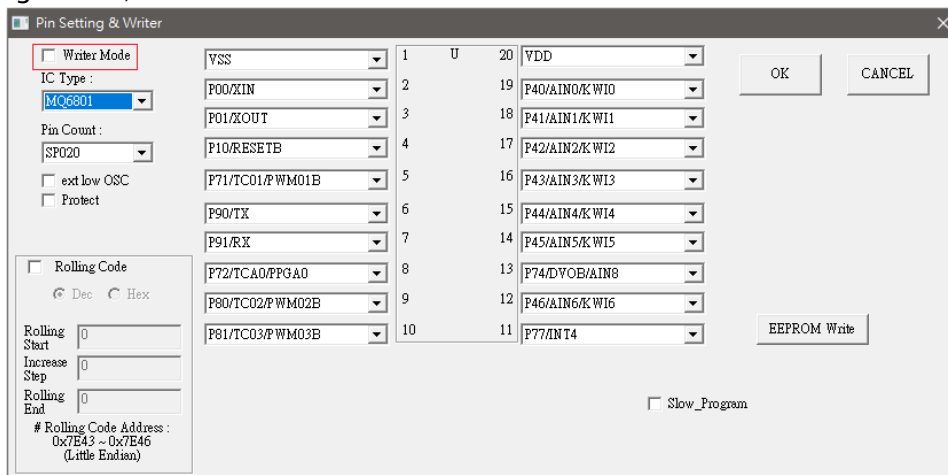 Pin Setting & Writer
Writer Mode
IC Type :
MQ6801
Pin Count :
SPO20
ext low OSC
Protect
Rolling Code
Dec Hex
Rolling Start 0
Increase Step 0
Rolling End 0
# Rolling Code Address :
0x7E43 ~ 0x7E46
(Little Endian)
VSS 1 U 20 VDD
P00/XIN 2 19 P40/AIN0/KWI0
P01/XOUT 3 18 P41/AIN1/KWI1
P10/RESETB 4 17 P42/AIN2/KWI2
P71/TC01/PWM01B 5 16 P43/AIN3/KWI3
P90/TX 6 15 P44/AIN4/KWI4
P91/RX 7 14 P45/AIN5/KWI5
P72/TCA0/PPGA0 8 13 P74/DVOB/AIN8
P80/TC02/PWM02B 9 12 P46/AIN6/KWI6
P81/TC03/PWM03B 10 11 P77/INT4
OK CANCEL
EEPROM Write
Slow_Program